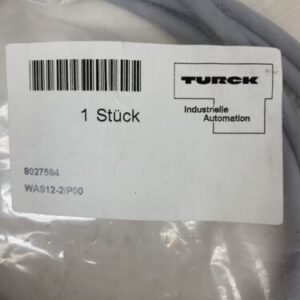 TURCK
1 Stück
Industrielle
Automation
8027594
WAS12-2/P00